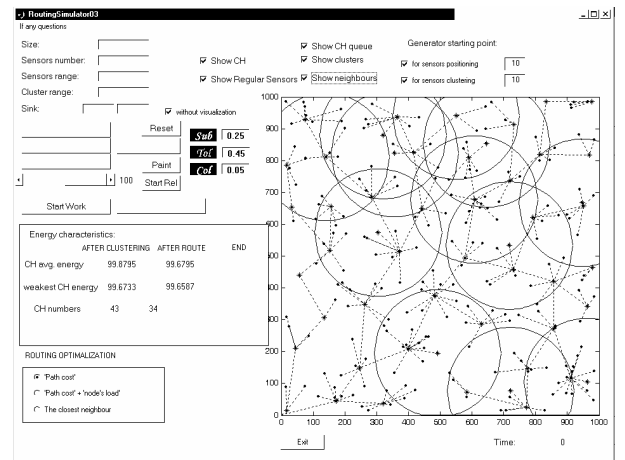 RoutingSimulator03
If any questions
Size:
Sensors number:
Sensors range:
Cluster range:
Sink:
Show CH
Show Regular Sensors
Show CH queue
Show clusters
Show neighbours
Generator starting point:
for sensors positioning 10
for sensors clustering 10
without visualization
Reset
Paint
Start Rel
Sub 0.25
Tol 0.45
Col 0.05
100
Start Work
Energy characteristics:
AFTER CLUSTERING AFTER ROUTE END
CH avg. energy 99.8795 99.6795
weakest CH energy 99.6733 99.6587
CH numbers 43 34
ROUTING OPTIMALIZATION
'Path cost'
'Path cost' + 'node's load'
The closest neighbour
1000
900
800
700
600
500
400
300
200
100
0
0 100 200 300 400 500 600 700 800 900 1000
Exit
Time: 0